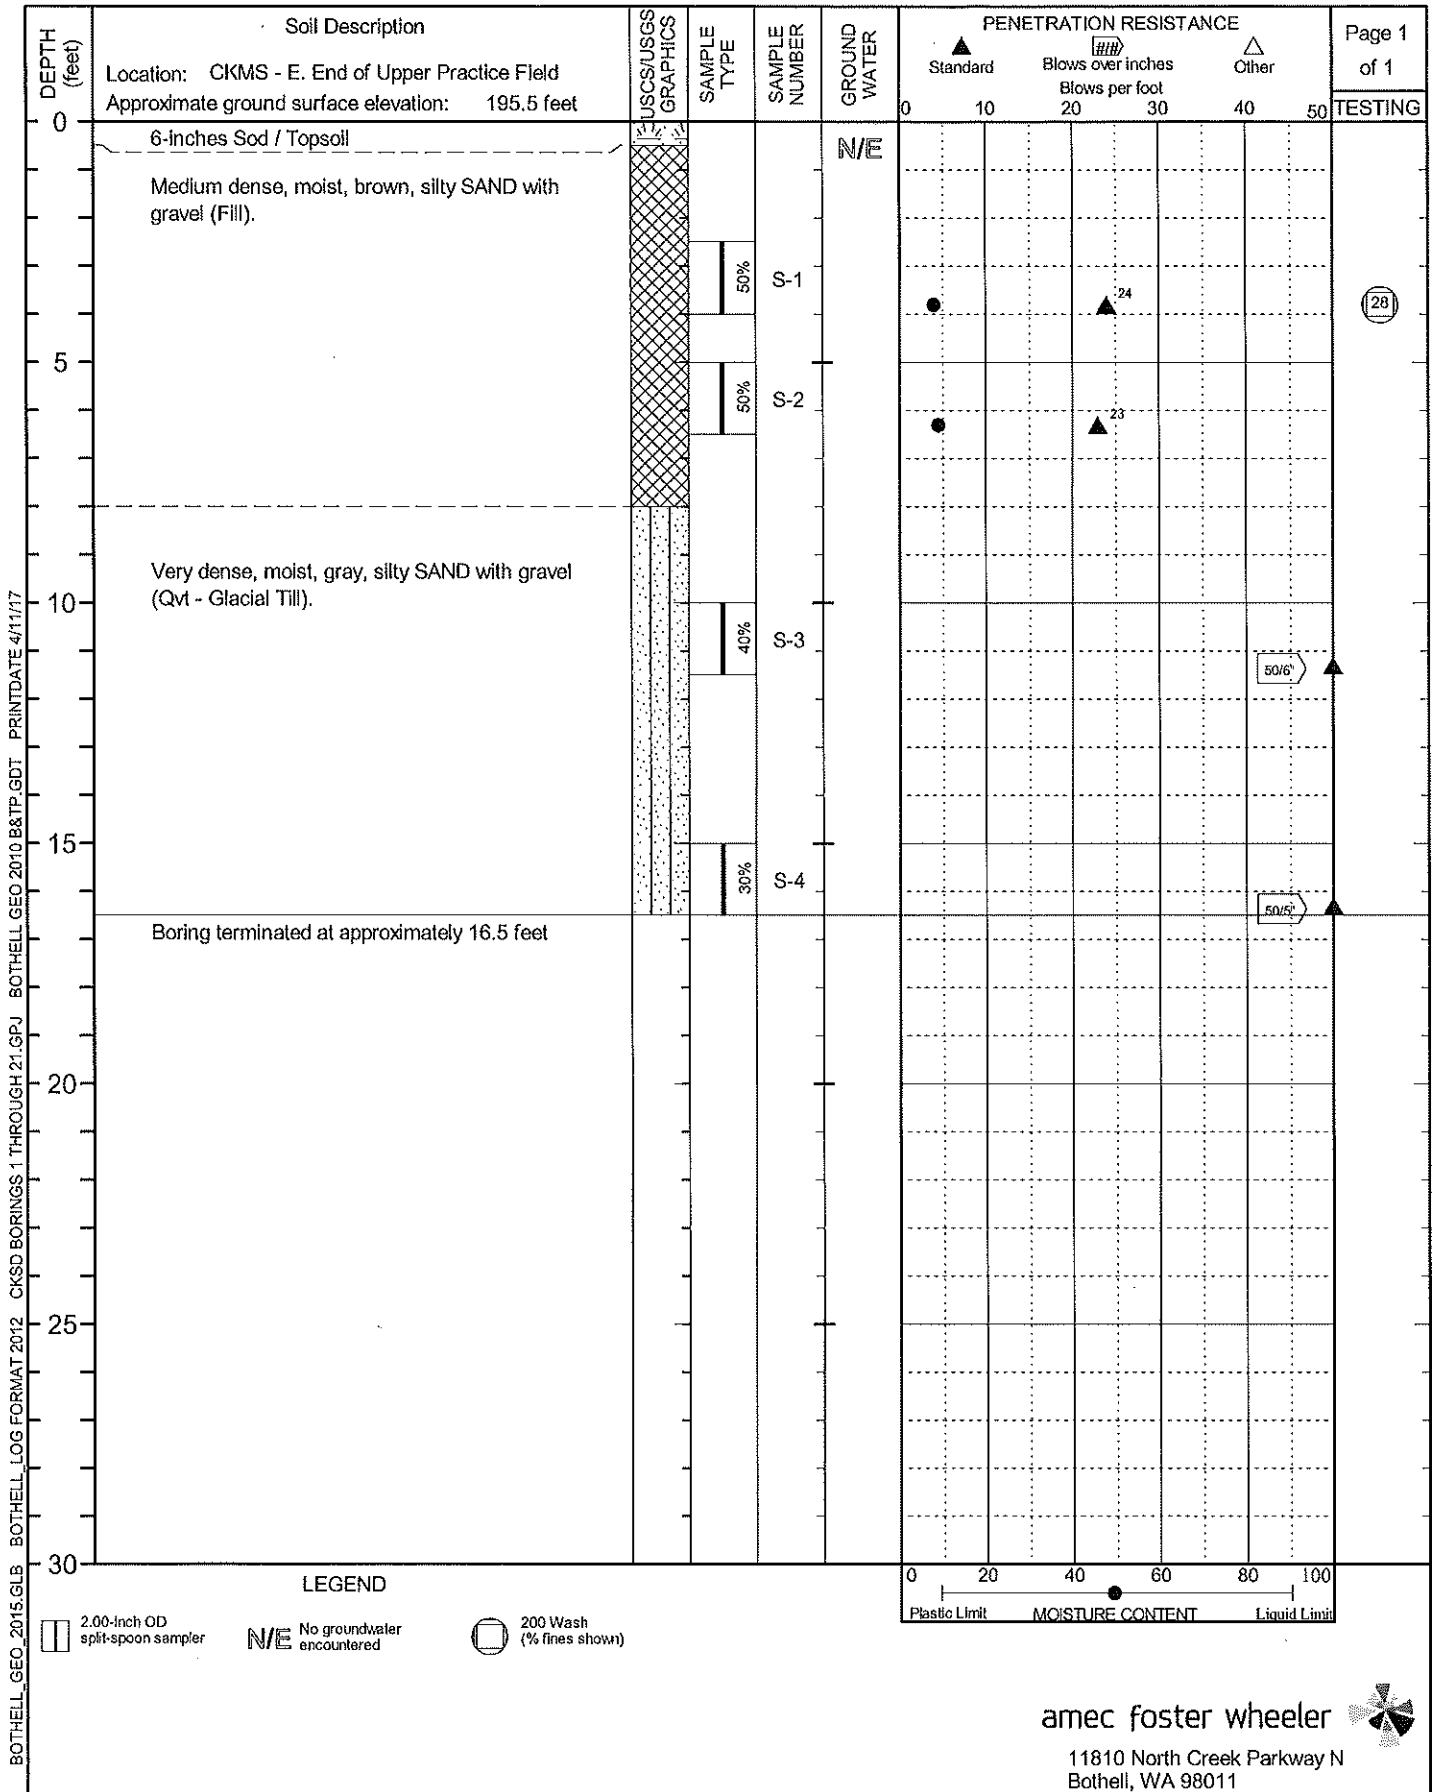 DEPTH
(feet)
Soil Description
Location: CKMS - E. End of Upper Practice Field
Approximate ground surface elevation: 195.5 feet
USCS/USGS
GRAPHICS
SAMPLE
TYPE
SAMPLE
NUMBER
GROUND
WATER
PENETRATION RESISTANCE
Standard
##/#
Blows over inches
Other
Blows per foot
0 10 20 30 40 50
Page 1
of 1
TESTING
0
6-inches Sod / Topsoil
N/E
Medium dense, moist, brown, silty SAND with
gravel (Fill).
50%
S-1
24
28
5
50%
S-2
23
Very dense, moist, gray, silty SAND with gravel
(Qvt - Glacial Till).
10
40%
S-3
50/6"
15
30%
S-4
50/5"
Boring terminated at approximately 16.5 feet
20
25
30
0 20 40 60 80 100
Plastic Limit MOISTURE CONTENT Liquid Limit
LEGEND
2.00-inch OD
split-spoon sampler
N/E No groundwater
encountered
200 Wash
(% fines shown)
amec foster wheeler
11810 North Creek Parkway N
Bothell, WA 98011
BOTHELL_GEO_2015.GLB BOTHELL_LOG FORMAT 2012 CKSD BORINGS 1 THROUGH 21.GPJ BOTHELL GEO 2010 B&TP.GDT PRINTDATE 4/11/17